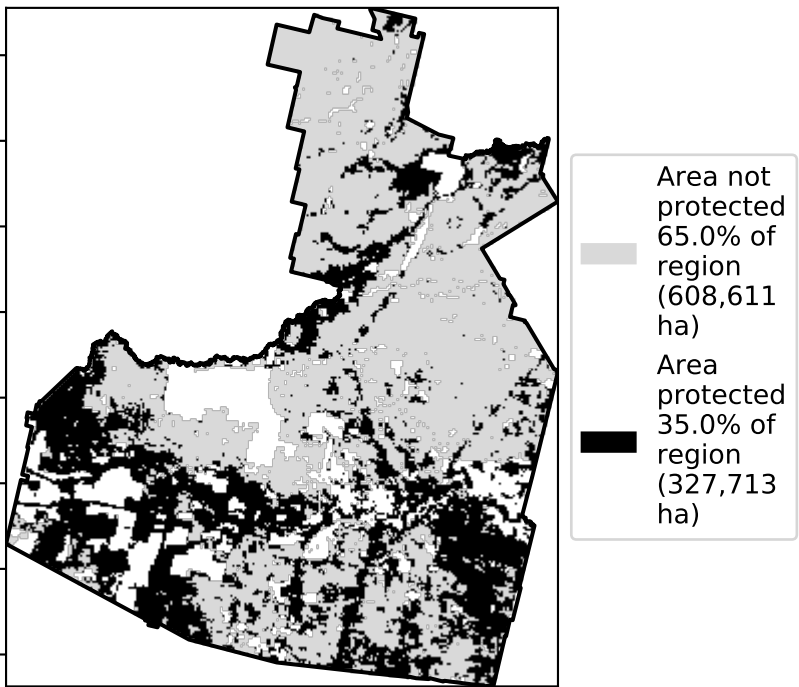 Area not
protected
65.0% of
region
(608,611
ha)
Area
protected
35.0% of
region
(327,713
ha)